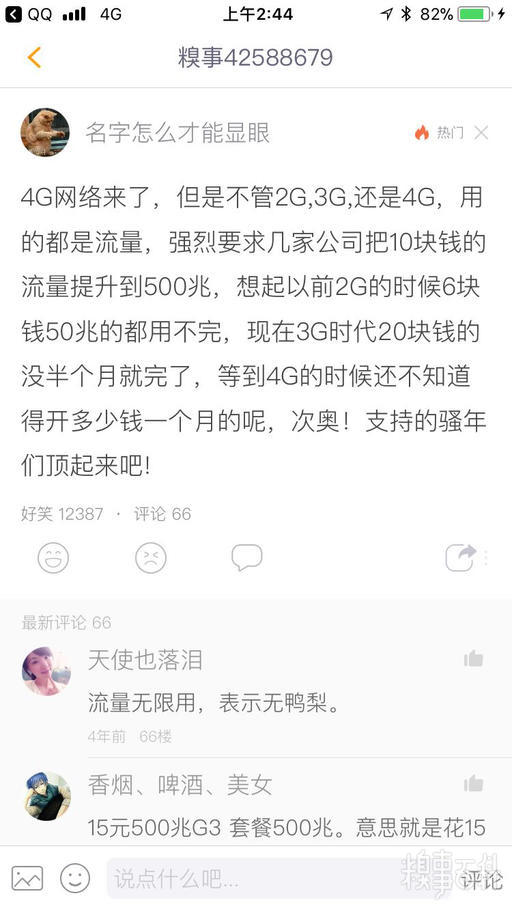 QQ 4G 上午2:44 82%
糗事42588679
名字怎么才能显眼 热门
4G网络来了，但是不管2G,3G,还是4G，用
的都是流量，强烈要求几家公司把10块钱的
流量提升到500兆，想起以前2G的时候6块
钱50兆的都用不完，现在3G时代20块钱的
没半个月就完了，等到4G的时候还不知道
得开多少钱一个月的呢，次奥！支持的骚年
们顶起来吧!
好笑 12387 · 评论 66
最新评论 66
天使也落泪
流量无限用，表示无鸭梨。
4年前 66楼
香烟、啤酒、美女
15元500兆G3 套餐500兆。意思就是花15
说点什么吧... 评论